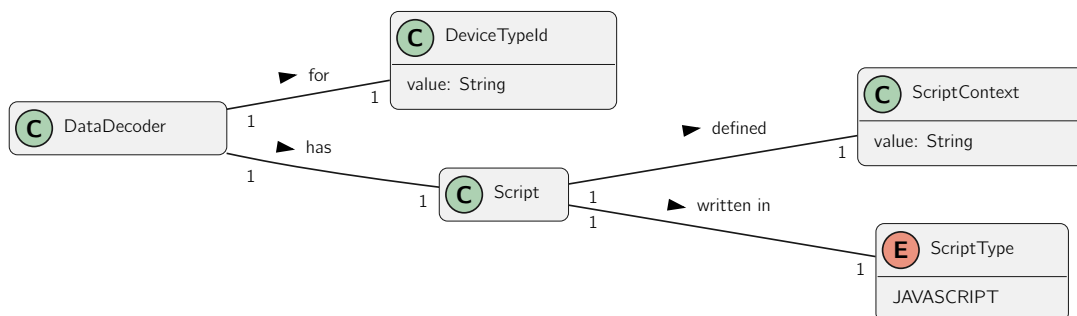 C DeviceTypeId
value: String
for
1
1
C DataDecoder
has
1
1
C Script
defined
1
1
C ScriptContext
value: String
written in
1
1
E ScriptType
JAVASCRIPT